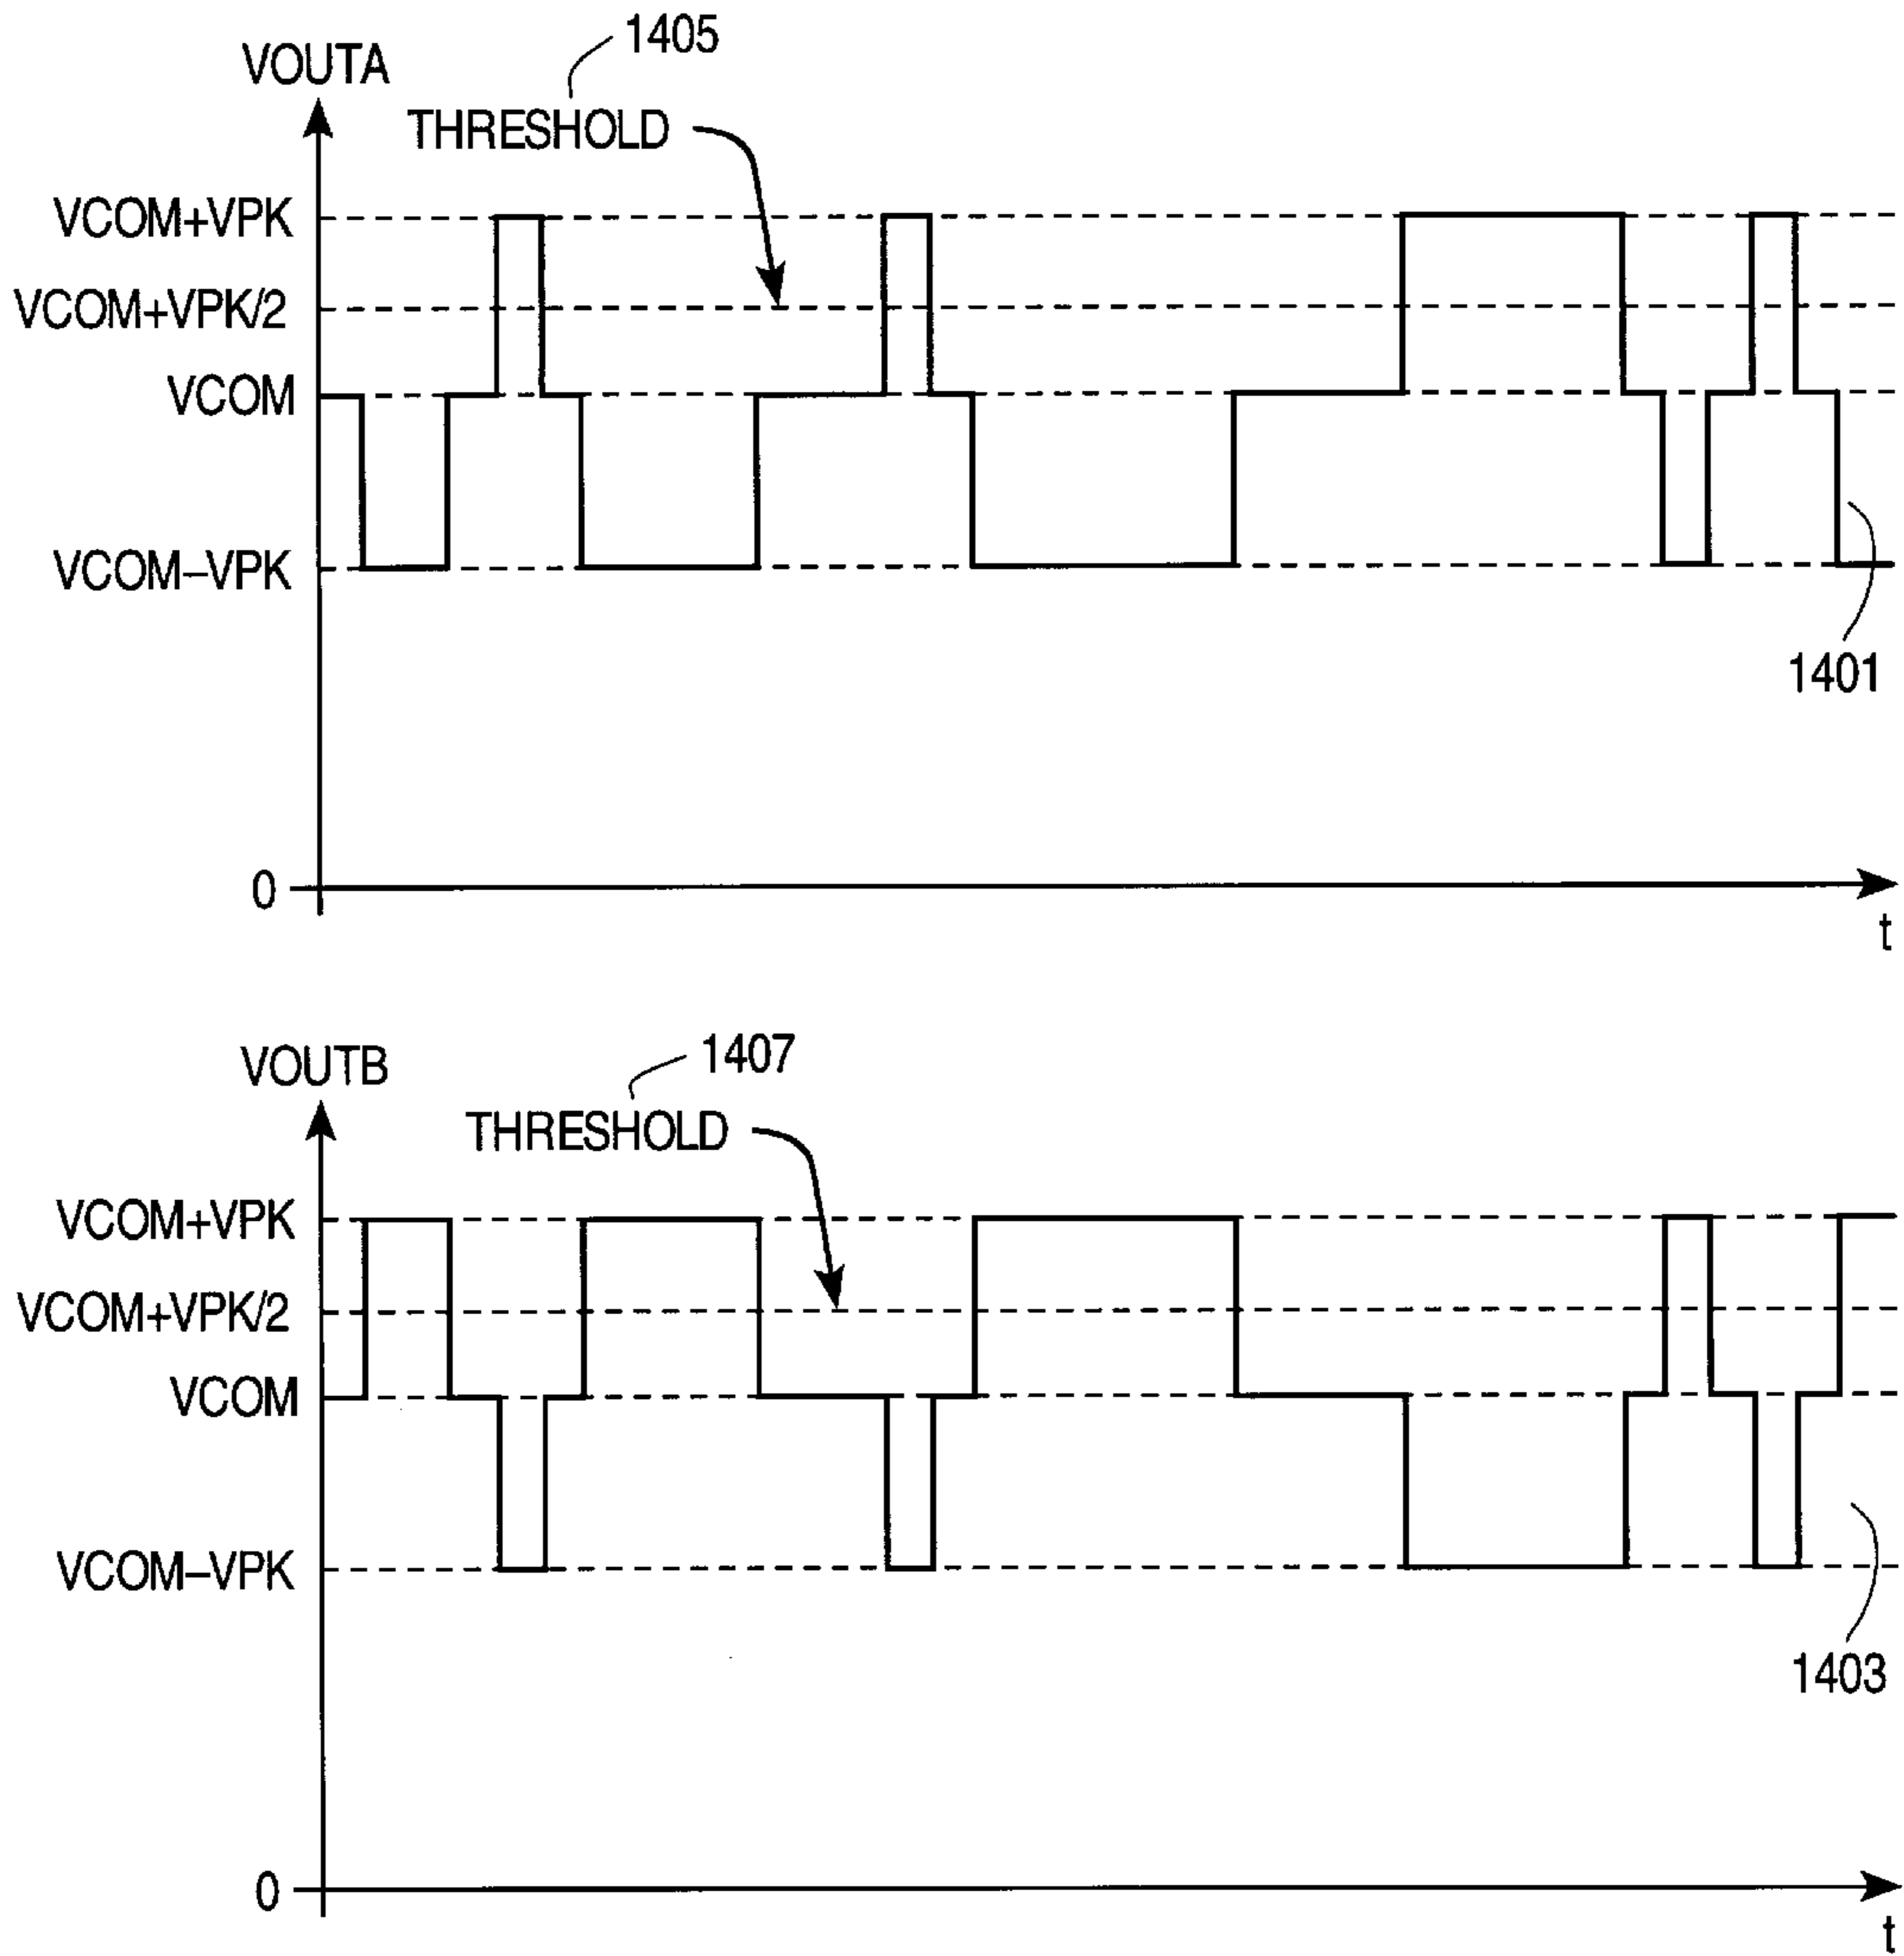 1405
VOUTA
THRESHOLD
VCOM+VPK
VCOM+VPK/2
VCOM
VCOM–VPK
1401
0
t
1407
VOUTB
THRESHOLD
VCOM+VPK
VCOM+VPK/2
VCOM
VCOM–VPK
1403
0
t